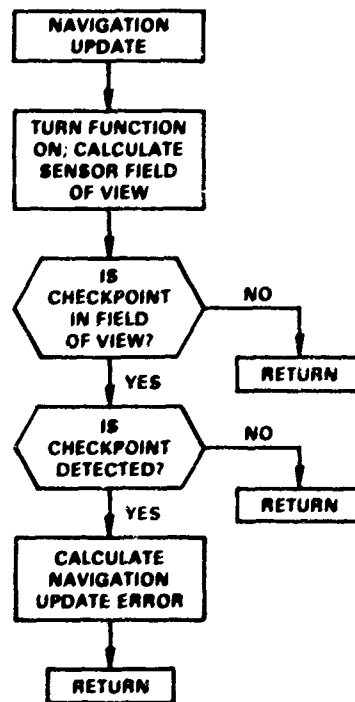 NAVIGATION
UPDATE
TURN FUNCTION
ON; CALCULATE
SENSOR FIELD
OF VIEW
IS
CHECKPOINT
IN FIELD
OF VIEW?
NO
RETURN
YES
IS
CHECKPOINT
DETECTED?
NO
RETURN
YES
CALCULATE
NAVIGATION
UPDATE ERROR
RETURN